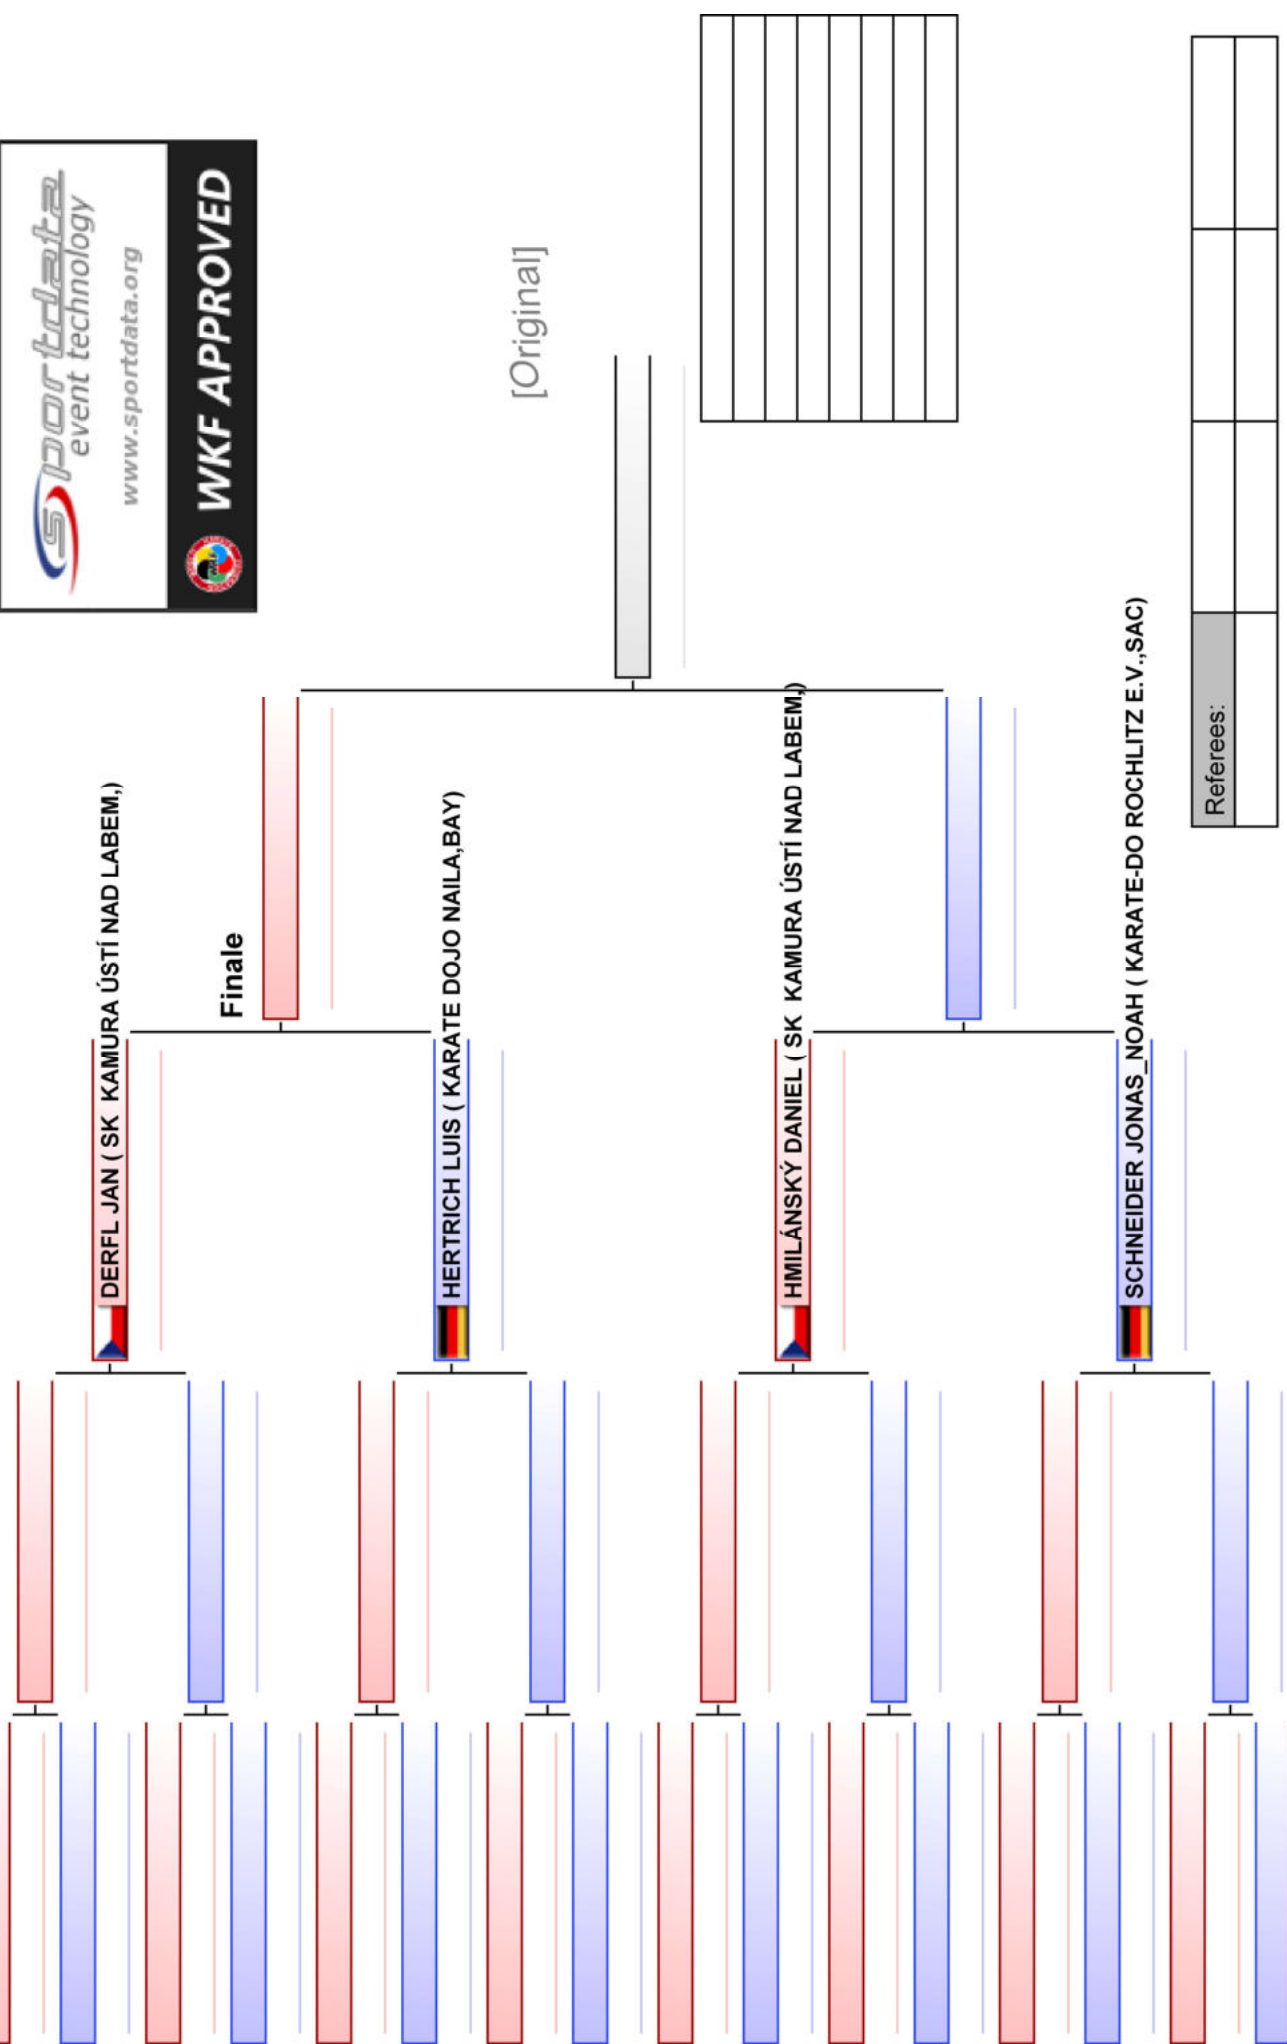 sportdata
event technology
www.sportdata.org
WKF APPROVED
[Original]
Finale
DERFL JAN ( SK  KAMURA ÚSTÍ NAD LABEM,)
HERTRICH LUIS ( KARATE DOJO NAILA,BAY)
HMILÁNSKÝ DANIEL ( SK  KAMURA ÚSTÍ NAD LABEM,)
SCHNEIDER JONAS_NOAH ( KARATE-DO ROCHLITZ E.V.,SAC)
Referees: